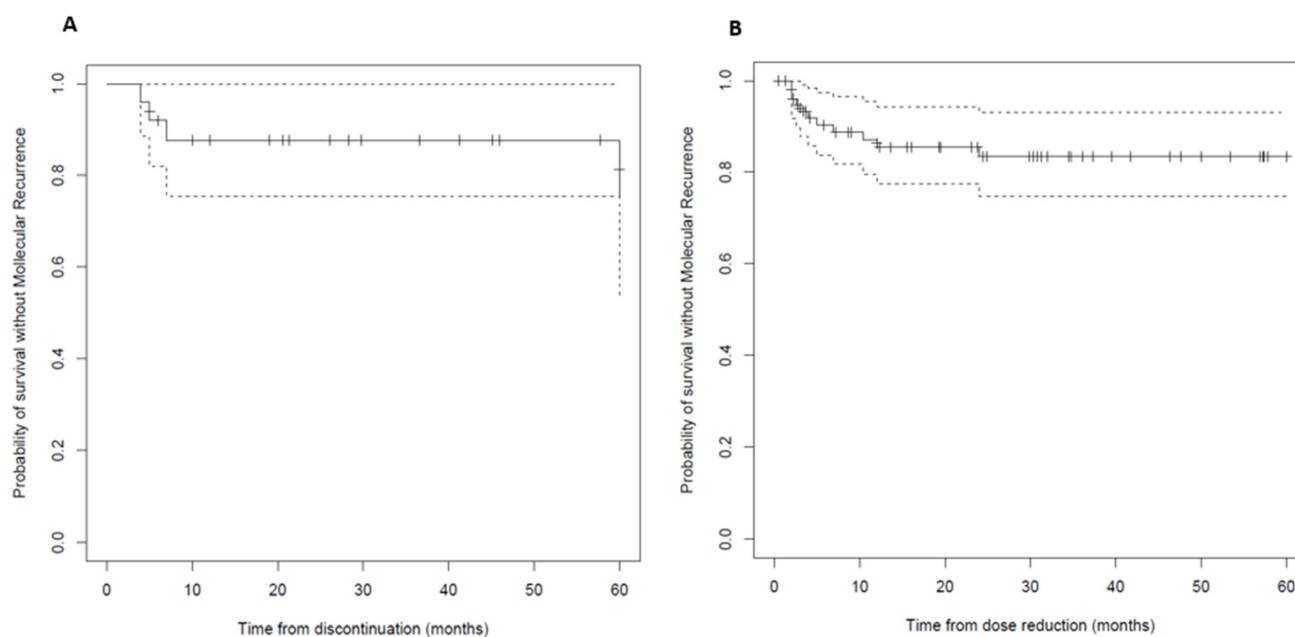 A
Probability of survival without Mollecular Recurrence
1.0
0.8
0.6
0.4
0.2
0.0
0 10 20 30 40 50 60
Time from discontinuation (months)
B
Probability of survival without Molecular Recurrence
1.0
0.8
0.6
0.4
0.2
0.0
0 10 20 30 40 50 60
Time from dose reduction (months)